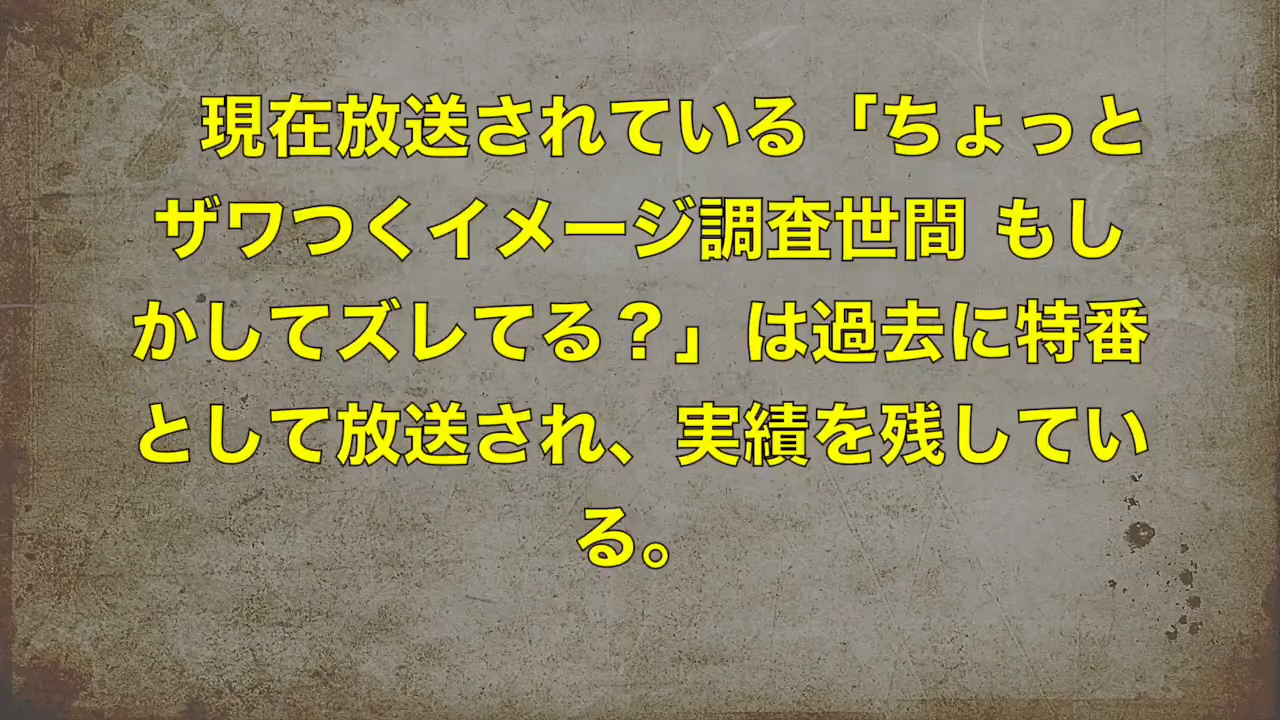 現在放送されている「ちょっと
ザワつくイメージ調査世間 もし
かしてズレてる？」は過去に特番
として放送され、実績を残してい
る。